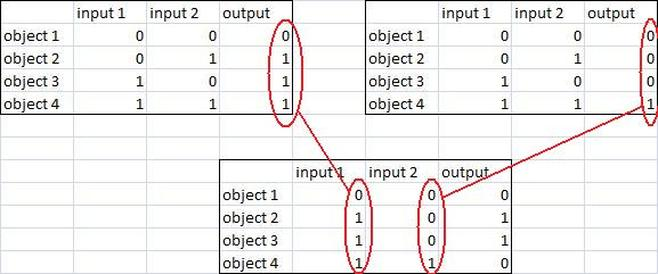 input 1 input 2 output
object 1 0 0 0
object 2 0 1 1
object 3 1 0 1
object 4 1 1 1
input 1 input 2 output
object 1 0 0 0
object 2 0 1 0
object 3 1 0 0
object 4 1 1 1
input 1 input 2 output
object 1 0 0 0
object 2 1 0 1
object 3 1 0 1
object 4 1 1 0